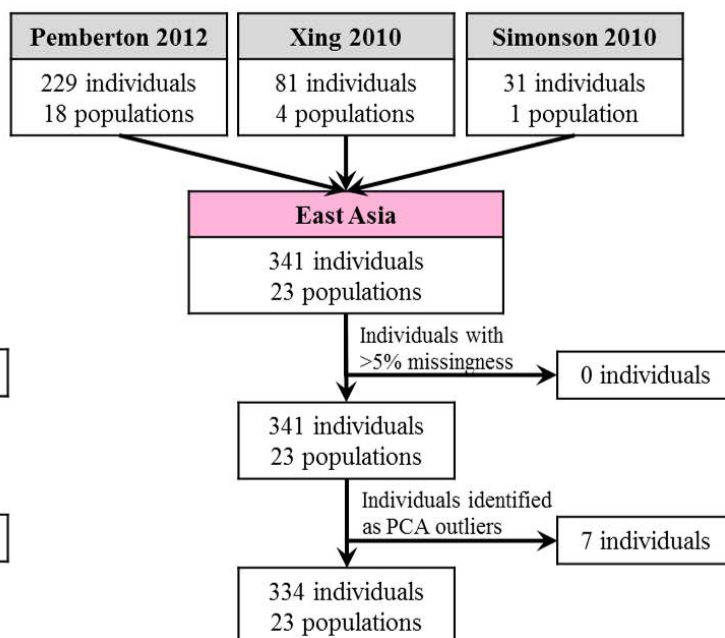 Pemberton 2012
229 individuals
18 populations
Xing 2010
81 individuals
4 populations
Simonson 2010
31 individuals
1 population
East Asia
341 individuals
23 populations
Individuals with
>5% missingness
0 individuals
341 individuals
23 populations
Individuals identified
as PCA outliers
7 individuals
334 individuals
23 populations